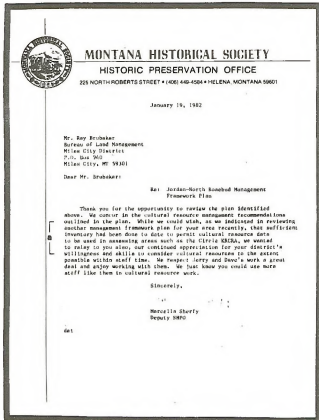 MONTANA HISTORICAL SOCIETY
HISTORIC PRESERVATION OFFICE
225 NORTH ROBERTS STREET • (406) 449-4584 • HELENA, MONTANA 59601
January 19, 1982
Mr. Ray Brubaker
Bureau of Land Management
Miles City District
P.O. Box 940
Miles City, MT 59301
Dear Mr. Brubaker:
Re: Jordan-North Rosebud Management
Framework Plan
Thank you for the opportunity to review the plan identified
above. We concur in the cultural resource management recommendations
outlined in the plan. While we could wish, as we indicated in reviewing
another management framework plan for your area recently, that sufficient
inventory had been done to date to permit cultural resource data
to be used in assessing areas such as the Circle KRCRA, we wanted
to relay to you also, our continued appreciation for your district's
willingness and skills to consider cultural resources to the extent
possible within staff time. We respect Jerry and Dave's work a great
deal and enjoy working with them. We just know you could use more
staff like them in cultural resource work.
Sincerely,
Marcella Sherfy
Deputy SHPO